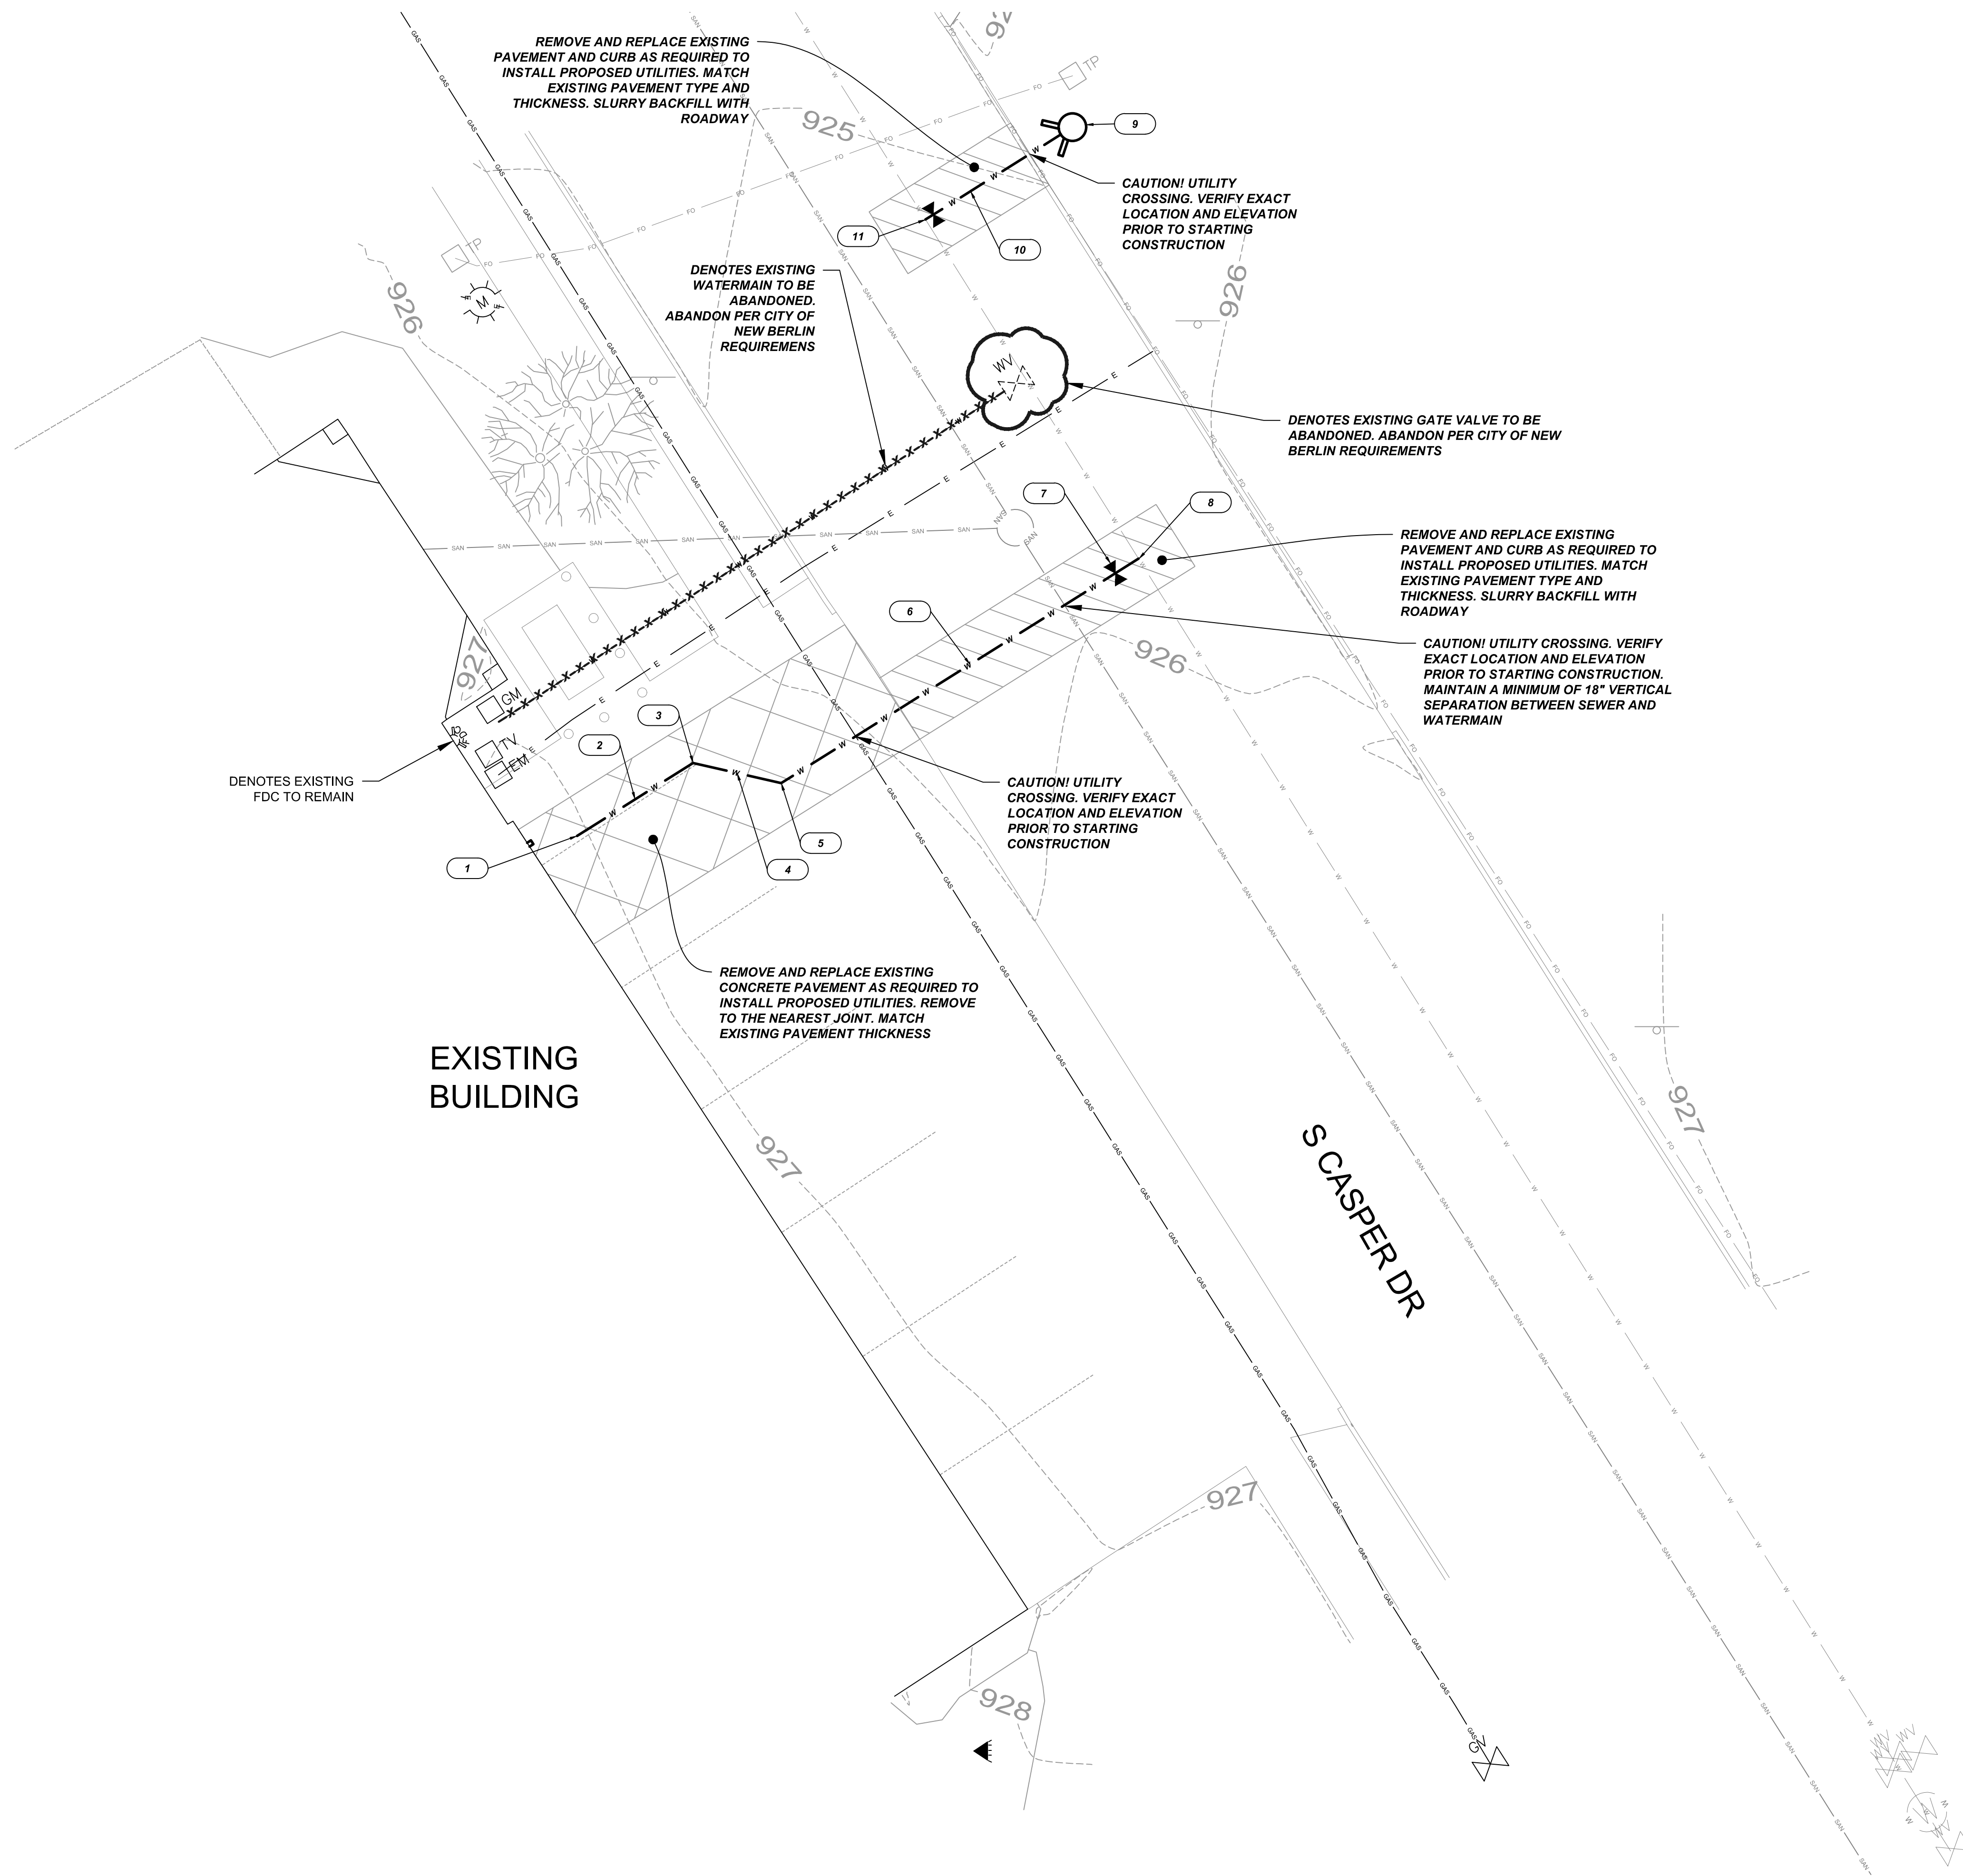 REMOVE AND REPLACE EXISTING
PAVEMENT AND CURB AS REQUIRED TO
INSTALL PROPOSED UTILITIES. MATCH
EXISTING PAVEMENT TYPE AND
THICKNESS. SLURRY BACKFILL WITH
ROADWAY
925
TP
9
CAUTION! UTILITY
CROSSING. VERIFY EXACT
LOCATION AND ELEVATION
PRIOR TO STARTING
CONSTRUCTION
11
10
TP
M
926
926
DENOTES EXISTING
WATERMAIN TO BE
ABANDONED.
ABANDON PER CITY OF
NEW BERLIN
REQUIREMENS
WV
DENOTES EXISTING GATE VALVE TO BE
ABANDONED. ABANDON PER CITY OF NEW
BERLIN REQUIREMENTS
7
8
SAN
REMOVE AND REPLACE EXISTING
PAVEMENT AND CURB AS REQUIRED TO
INSTALL PROPOSED UTILITIES. MATCH
EXISTING PAVEMENT TYPE AND
THICKNESS. SLURRY BACKFILL WITH
ROADWAY
6
CAUTION! UTILITY CROSSING. VERIFY
EXACT LOCATION AND ELEVATION
PRIOR TO STARTING CONSTRUCTION.
MAINTAIN A MINIMUM OF 18" VERTICAL
SEPARATION BETWEEN SEWER AND
WATERMAIN
926
927
GM
TV
EM
3
2
DENOTES EXISTING
FDC TO REMAIN
CAUTION! UTILITY
CROSSING. VERIFY EXACT
LOCATION AND ELEVATION
PRIOR TO STARTING
CONSTRUCTION
5
4
1
REMOVE AND REPLACE EXISTING
CONCRETE PAVEMENT AS REQUIRED TO
INSTALL PROPOSED UTILITIES. REMOVE
TO THE NEAREST JOINT. MATCH
EXISTING PAVEMENT THICKNESS
EXISTING
BUILDING
927
927
S CASPER DR
927
928
GAS
SAN
W
FO
E